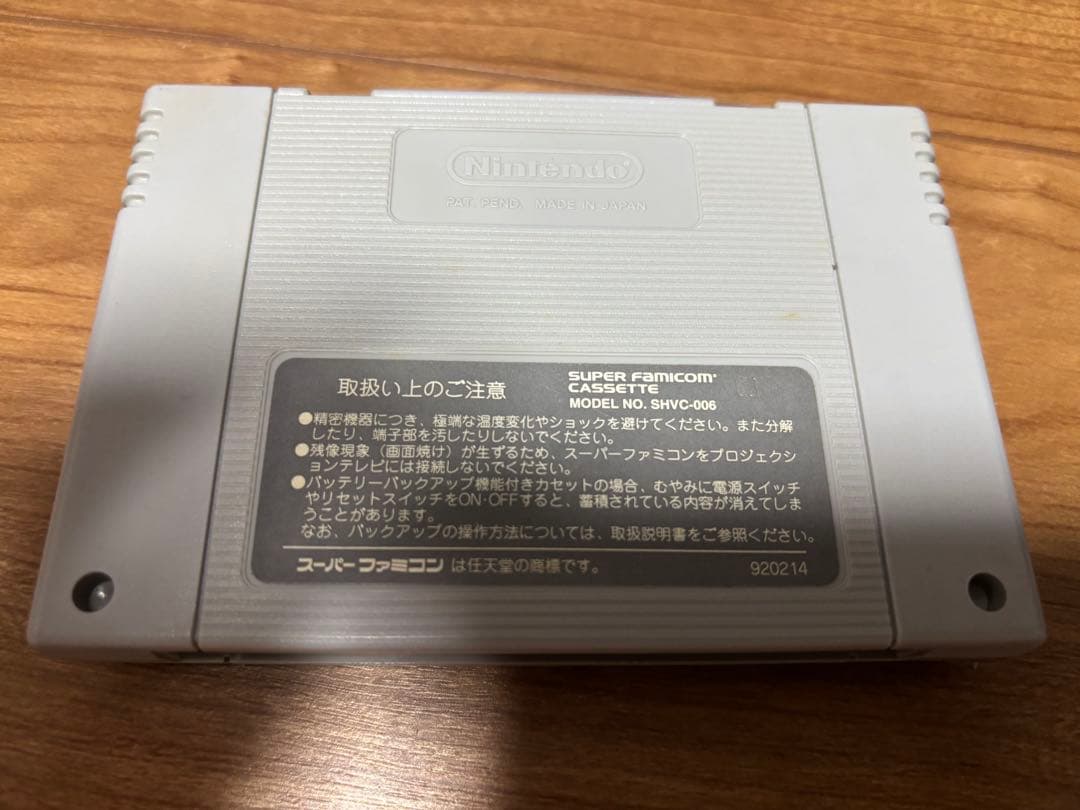 Nintendo®
PAT. PEND. MADE IN JAPAN
取扱い上のご注意
SUPER FAMICOM
CASSETTE
MODEL NO. SHVC-006
●精密機器につき、極端な温度変化やショックを避けてください。また分解
したり、端子部を汚したりしないでください。
●残像現象（画面焼け）が生ずるため、スーパーファミコンをプロジェクシ
ョンテレビには接続しないでください。
●バッテリーバックアップ機能付きカセットの場合、むやみに電源スイッチ
やリセットスイッチをON·OFFすると、蓄積されている内容が消えてしま
うことがあります。
なお、バックアップの操作方法については、取扱説明書をご参照ください。
スーパーファミコン は任天堂の商標です。
920214